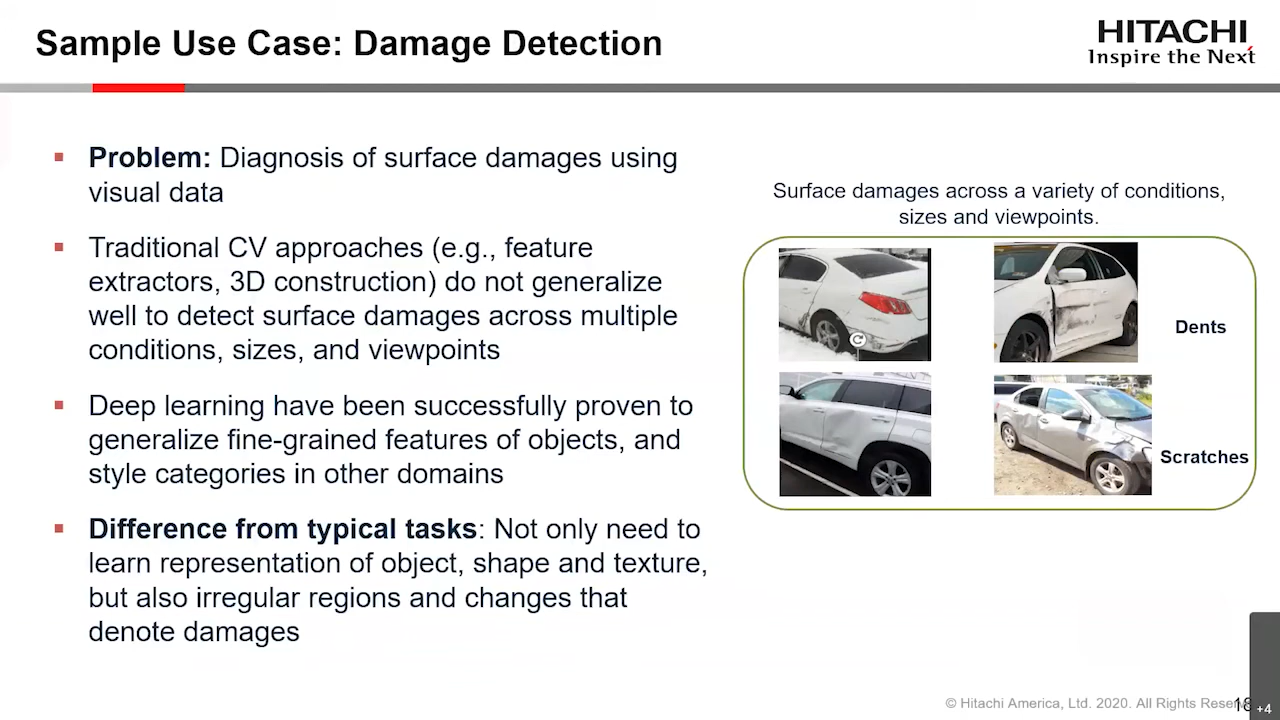 Sample Use Case: Damage Detection
HITACHI
Inspire the Next
Problem: Diagnosis of surface damages using
visual data
Traditional CV approaches (e.g., feature
extractors, 3D construction) do not generalize
well to detect surface damages across multiple
conditions, sizes, and viewpoints
Deep learning have been successfully proven to
generalize fine-grained features of objects, and
style categories in other domains
Difference from typical tasks: Not only need to
learn representation of object, shape and texture,
but also irregular regions and changes that
denote damages
Surface damages across a variety of conditions,
sizes and viewpoints.
Dents
Scratches
© Hitachi America, Ltd. 2020. All Rights
+4